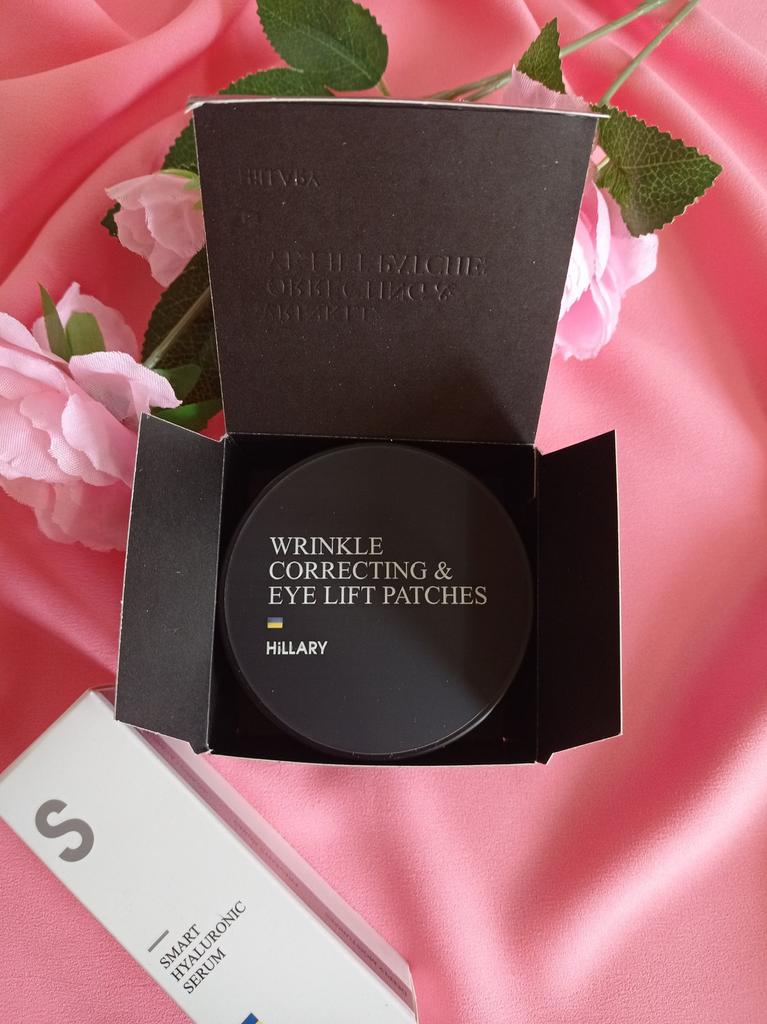 WRINKLE
CORRECTING &
EYE LIFT PATCHES
HiLLARY
S
SMART
HYALURONIC
SERUM